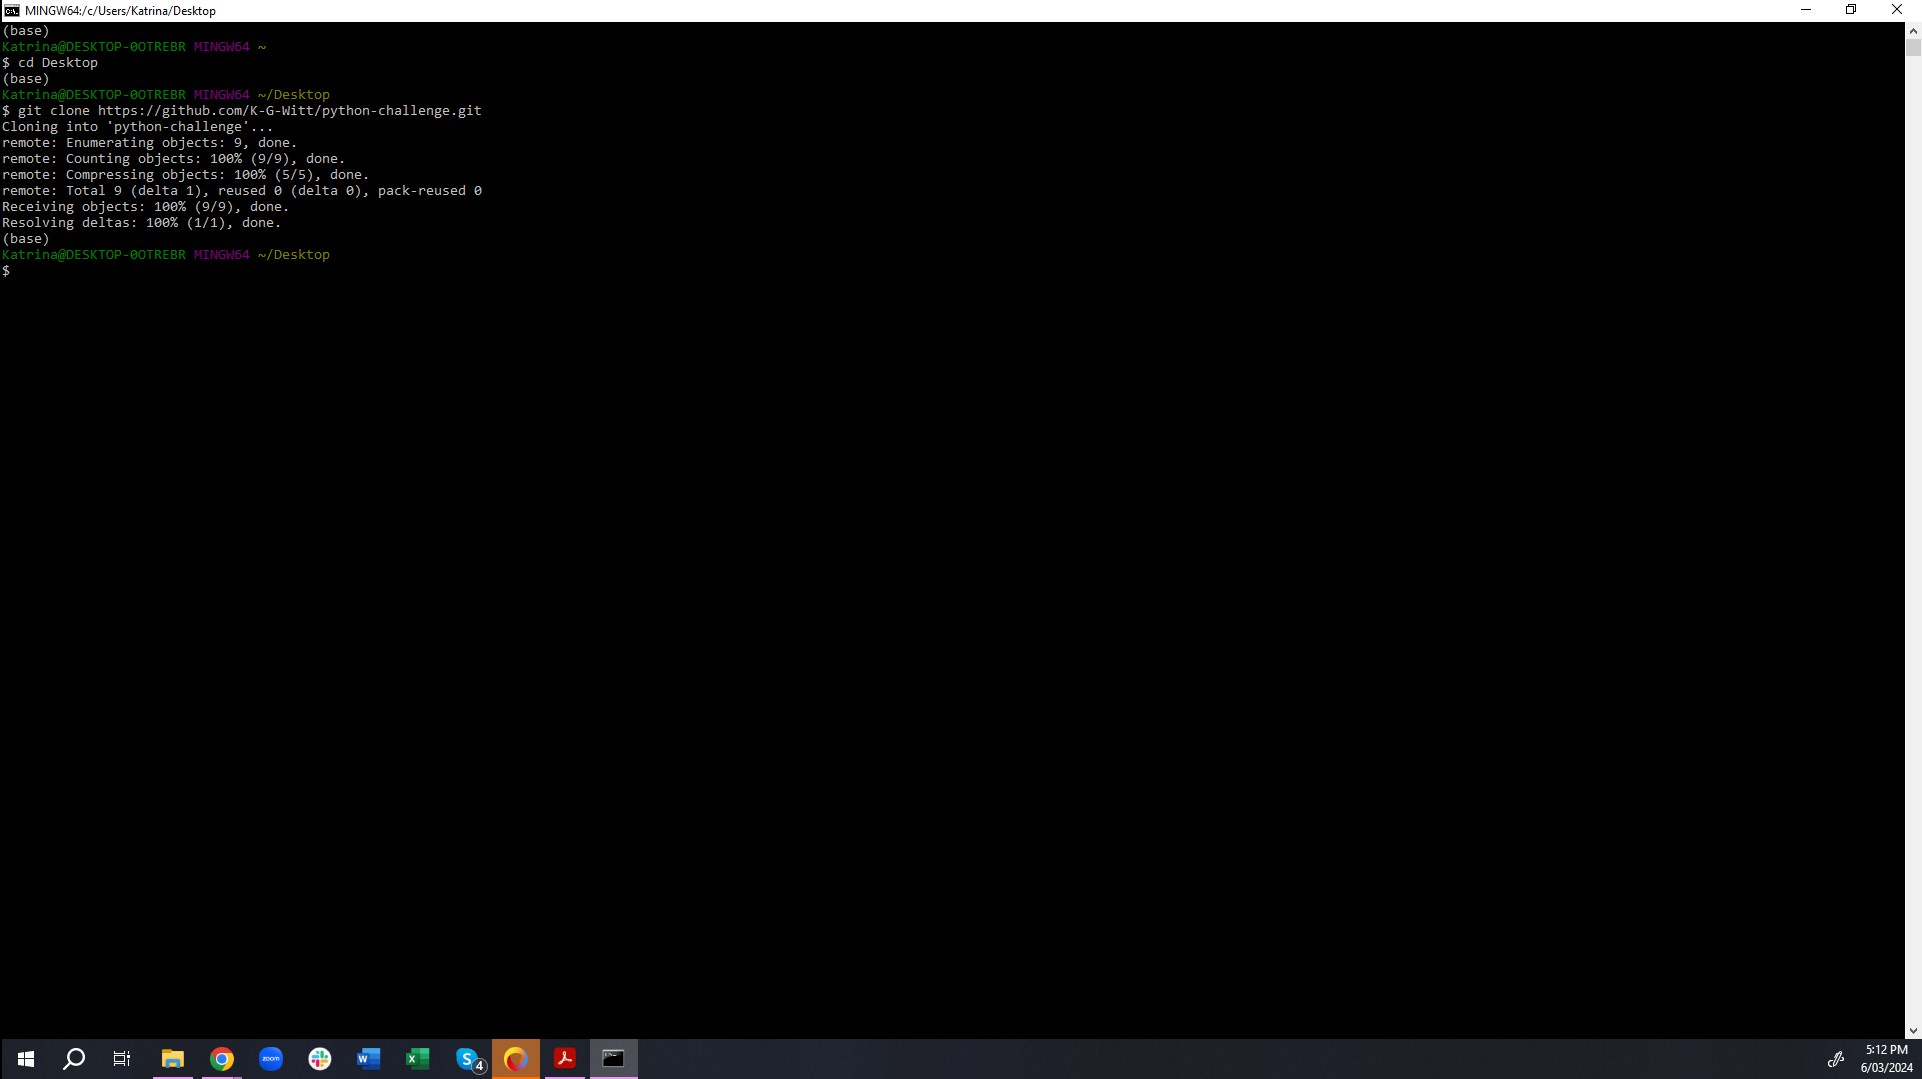 MINGW64:/c/Users/Katrina/Desktop
(base)
Katrina@DESKTOP-0OTREBR MINGW64 ~
$ cd Desktop
(base)
Katrina@DESKTOP-0OTREBR MINGW64 ~/Desktop
$ git clone https://github.com/K-G-Witt/python-challenge.git
Cloning into 'python-challenge'...
remote: Enumerating objects: 9, done.
remote: Counting objects: 100% (9/9), done.
remote: Compressing objects: 100% (5/5), done.
remote: Total 9 (delta 1), reused 0 (delta 0), pack-reused 0
Receiving objects: 100% (9/9), done.
Resolving deltas: 100% (1/1), done.
(base)
Katrina@DESKTOP-0OTREBR MINGW64 ~/Desktop
$
zoom
W
X
S
4
5:12 PM
6/03/2024